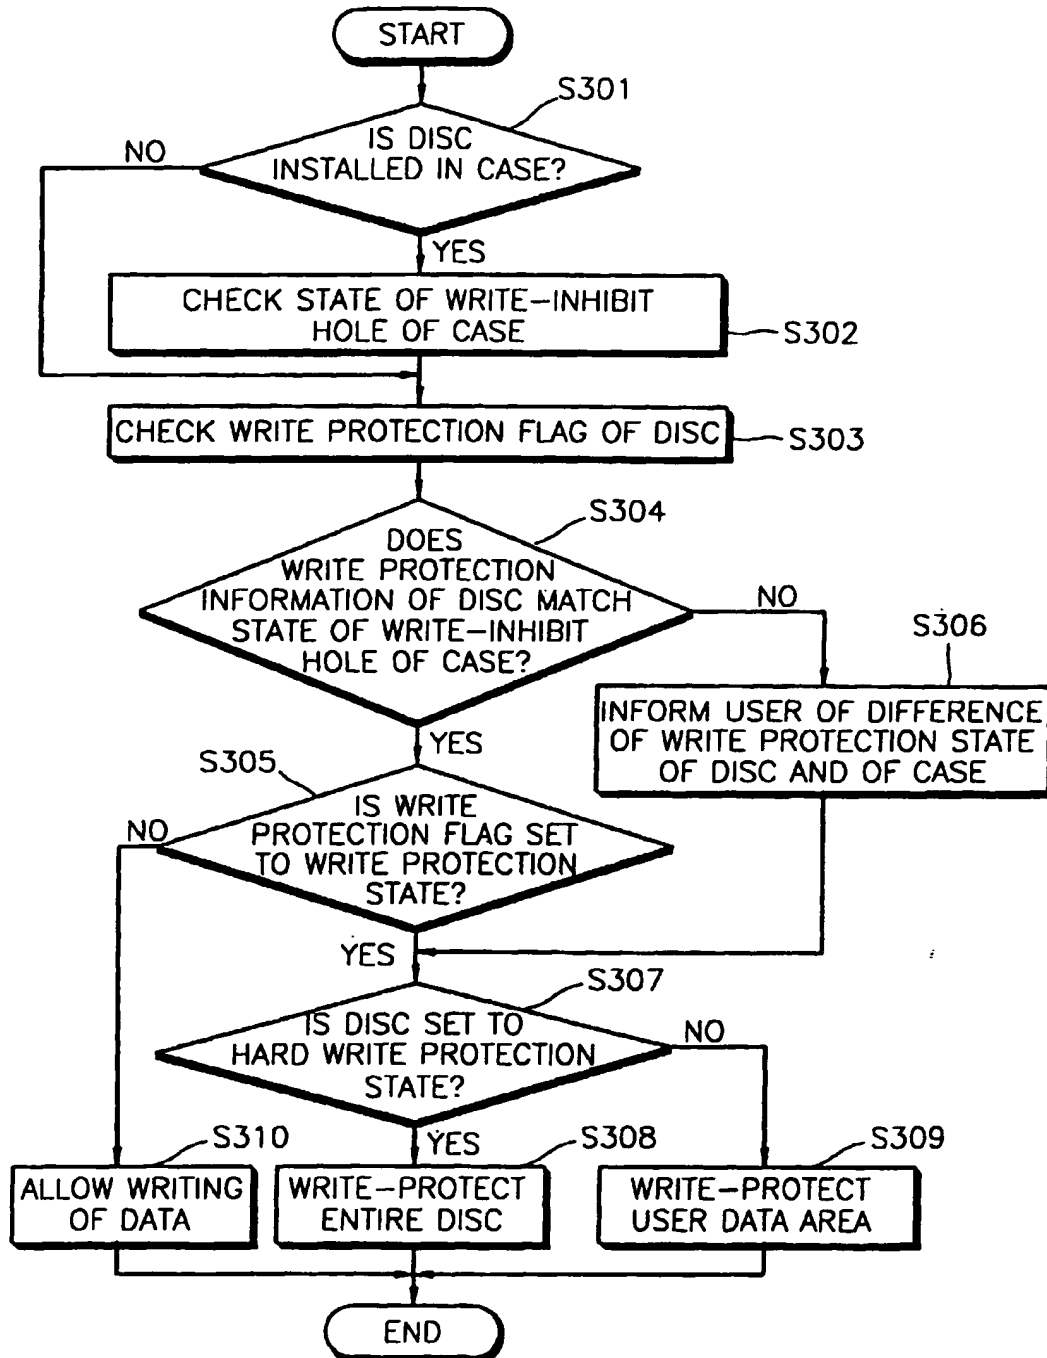 START
S301
IS DISC
INSTALLED IN CASE?
NO
YES
CHECK STATE OF WRITE-INHIBIT
HOLE OF CASE
S302
CHECK WRITE PROTECTION FLAG OF DISC
S303
S304
DOES
WRITE PROTECTION
INFORMATION OF DISC MATCH
STATE OF WRITE-INHIBIT
HOLE OF CASE?
NO
S306
INFORM USER OF DIFFERENCE
OF WRITE PROTECTION STATE
OF DISC AND OF CASE
YES
S305
IS WRITE
PROTECTION FLAG SET
TO WRITE PROTECTION
STATE?
NO
YES
S307
IS DISC SET TO
HARD WRITE PROTECTION
STATE?
NO
YES
S310
ALLOW WRITING
OF DATA
S308
WRITE-PROTECT
ENTIRE DISC
S309
WRITE-PROTECT
USER DATA AREA
END